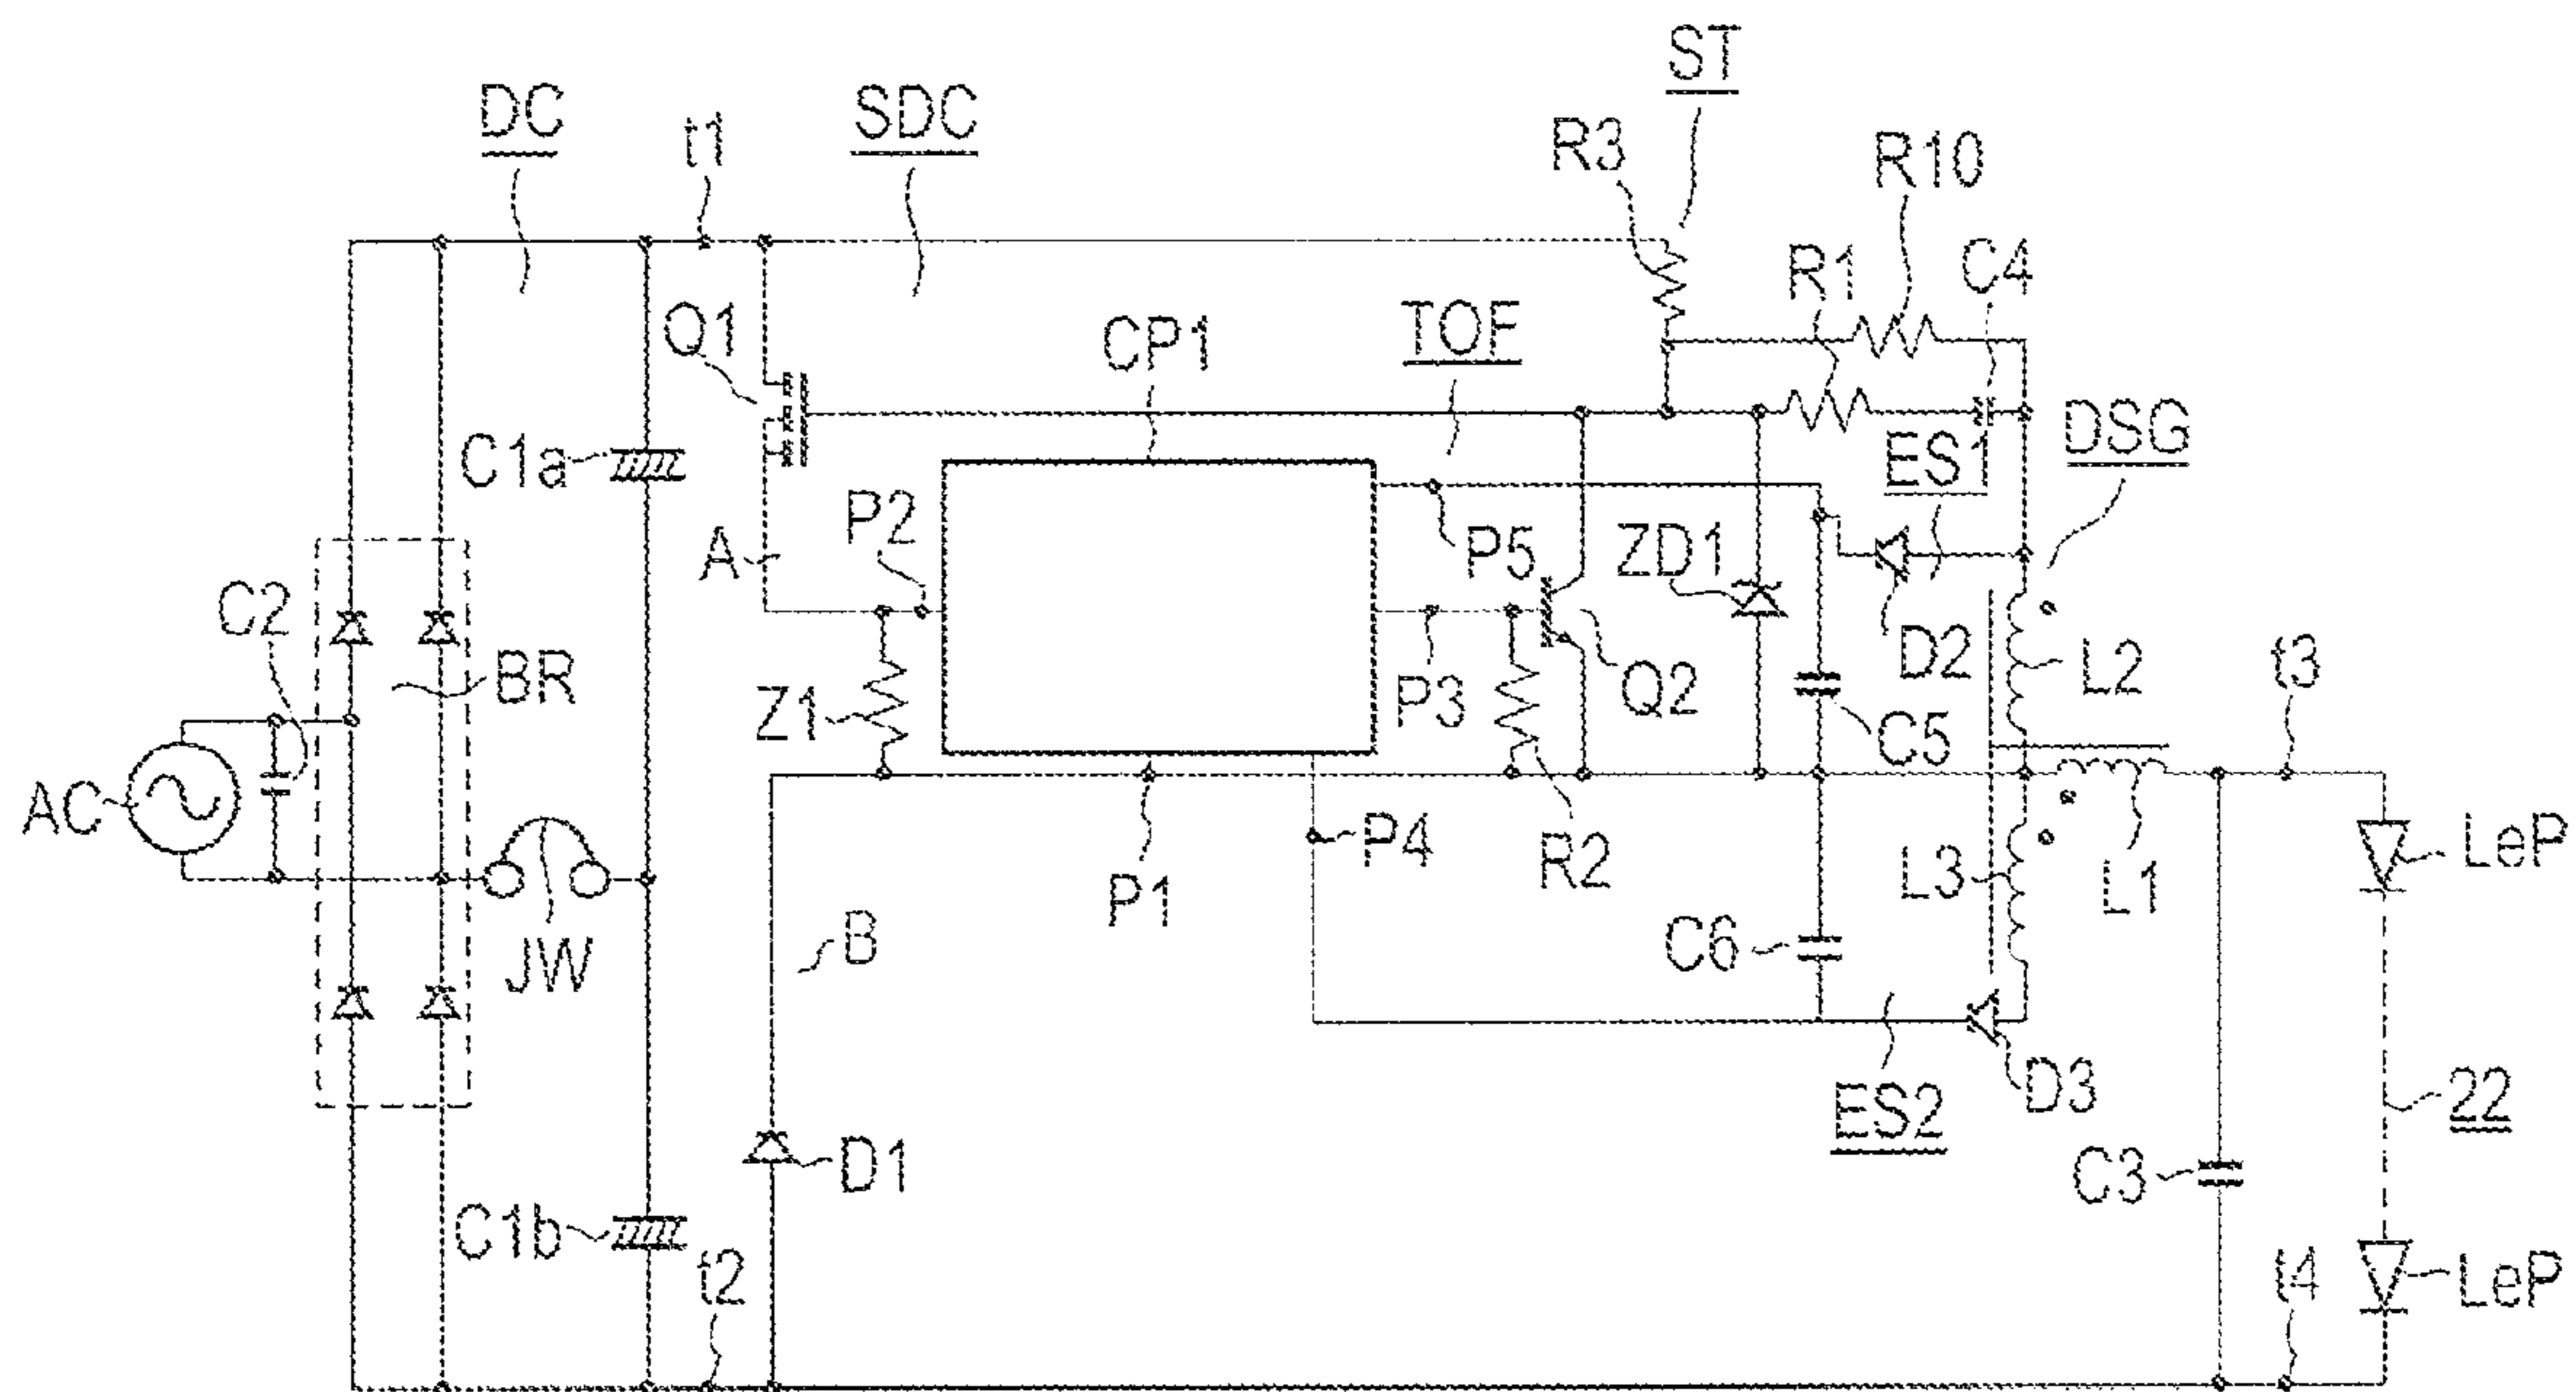 ST
DC
SDC
t1
R3
R10
R1
C4
Q1
CP1
TOF
ES1
DSG
C1a
P2
A
P5
ZD1
C2
BR
Z1
P3
Q2
D2
L2
t3
C5
AC
P4
R2
L3
L1
LeP
P1
B
JW
C6
D3
ES2
22
D1
C3
C1b
t2
t4
LeP